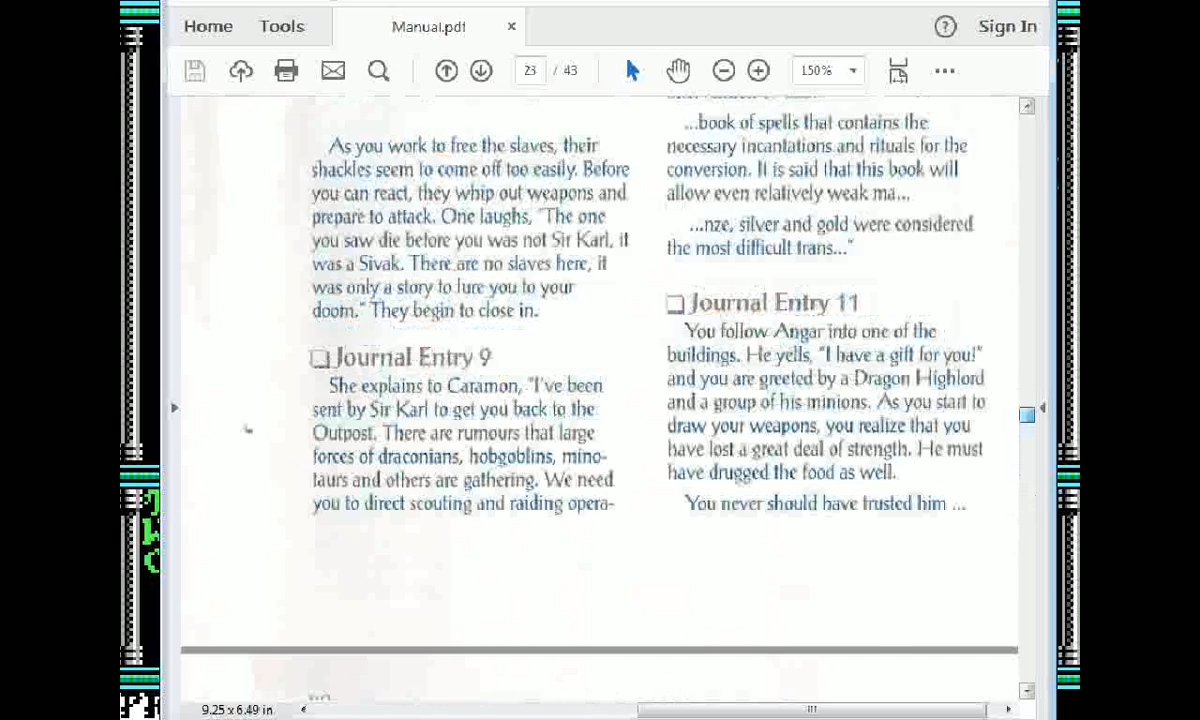 Home
Tools
Manual.pdf
Sign In
23 / 43
150%
As you work to free the slaves, their
shackles seem to come off too easily. Before
you can react, they whip out weapons and
prepare to attack. One laughs, "The one
you saw die before you was not Sir Karl, it
was a Sivak. There are no slaves here, it
was only a story to lure you to your
doom." They begin to close in.
Journal Entry 9
She explains to Caramon, "I've been
sent by Sir Karl to get you back to the
Outpost. There are rumours that large
forces of draconians, hobgoblins, mino-
taurs and others are gathering. We need
you to direct scouting and raiding opera-
...book of spells that contains the
necessary incantations and rituals for the
conversion. It is said that this book will
allow even relatively weak ma...
...nze, silver and gold were considered
the most difficult trans..."
Journal Entry 11
You follow Angar into one of the
buildings. He yells, "I have a gift for you!"
and you are greeted by a Dragon Highlord
and a group of his minions. As you start to
draw your weapons, you realize that you
have lost a great deal of strength. He must
have drugged the food as well.
You never should have trusted him ...
9.25 x 6.49 in